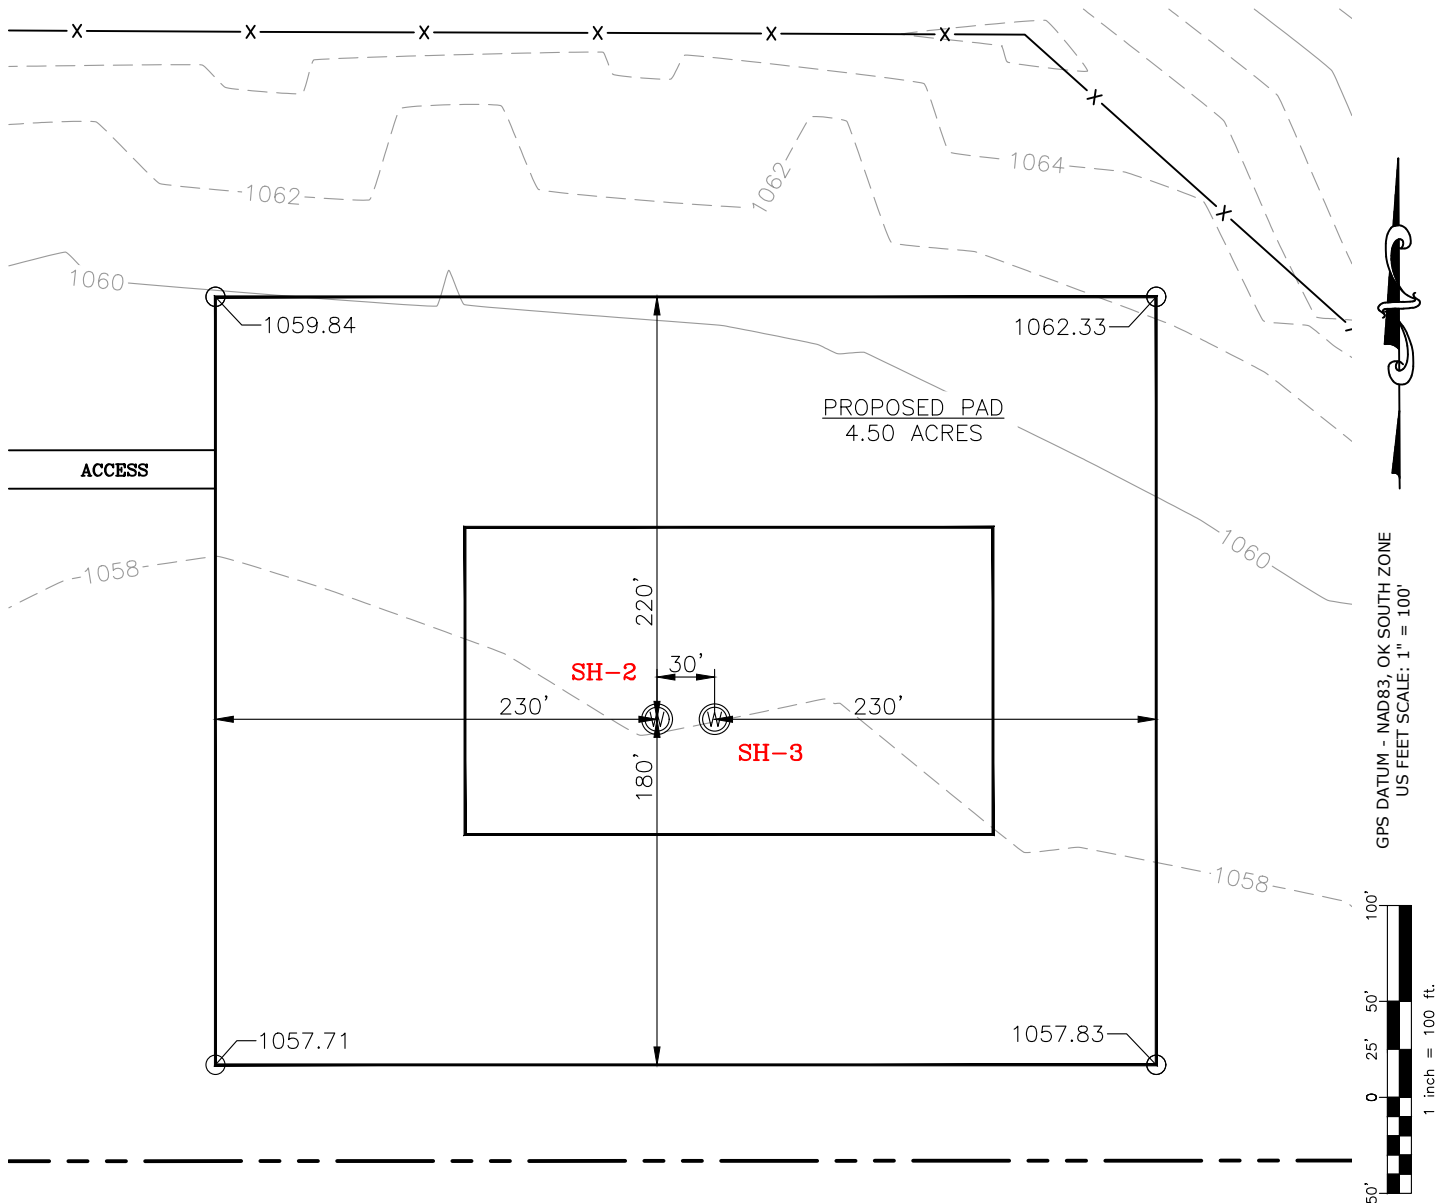 X X X X X X
X
X
X
1064
1062
1062
1060
1059.84
1062.33
PROPOSED PAD
4.50 ACRES
ACCESS
1060
1058
220'
SH-2
30'
230'
230'
W
W
SH-3
180'
1058
1057.71
1057.83
GPS DATUM - NAD83, OK SOUTH ZONE
US FEET SCALE: 1" = 100'
100'
50'
25'
0
50'
1 inch = 100 ft.